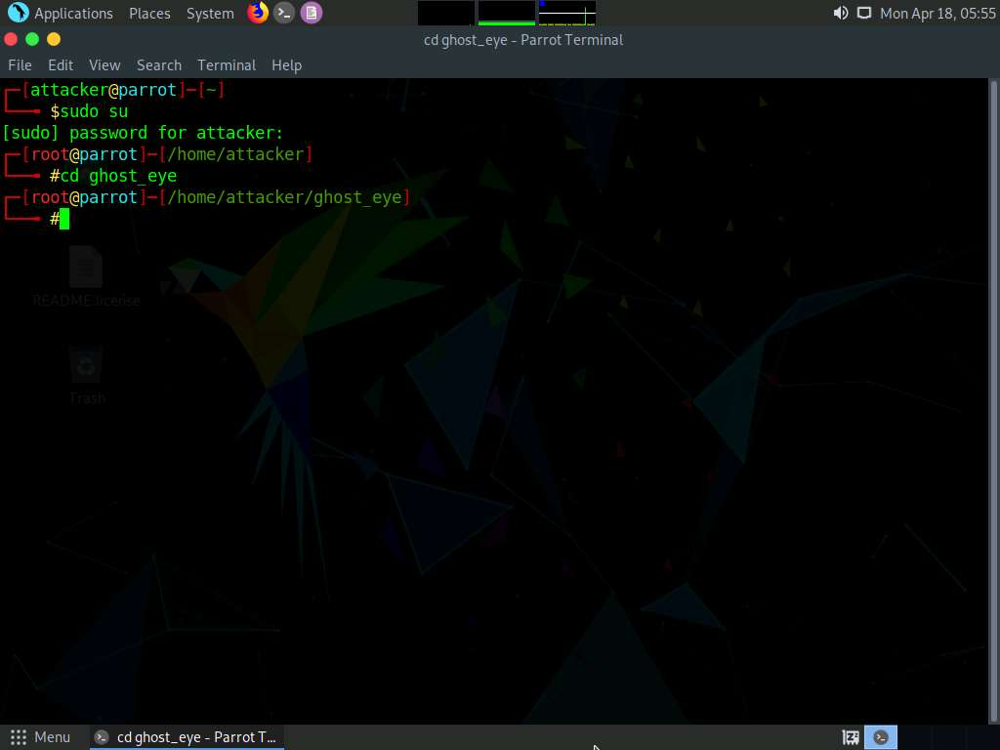 Applications Places System
Mon Apr 18, 05:55
cd ghost_eye - Parrot Terminal
File Edit View Search Terminal Help
┌─[attacker@parrot]─[~]
└──╼ $sudo su
[sudo] password for attacker:
┌─[root@parrot]─[/home/attacker]
└──╼ #cd ghost_eye
┌─[root@parrot]─[/home/attacker/ghost_eye]
└──╼ #
README.license
Trash
Menu
cd ghost_eye - Parrot T...